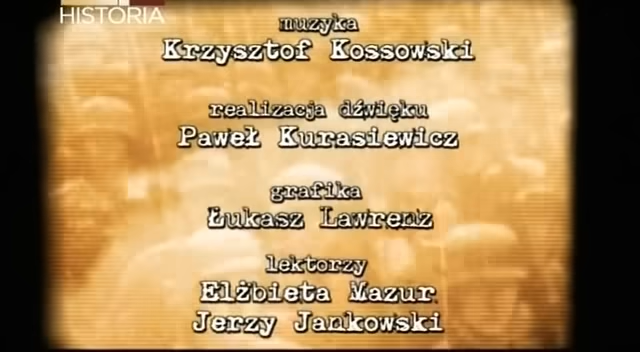 HISTORIA
muzyka
Krzysztof Kossowski
realizacja dźwięku
Paweł Kurasiewicz
grafika
Łukasz Lawrenz
lektorzy
Elżbieta Mazur
Jerzy Jankowski